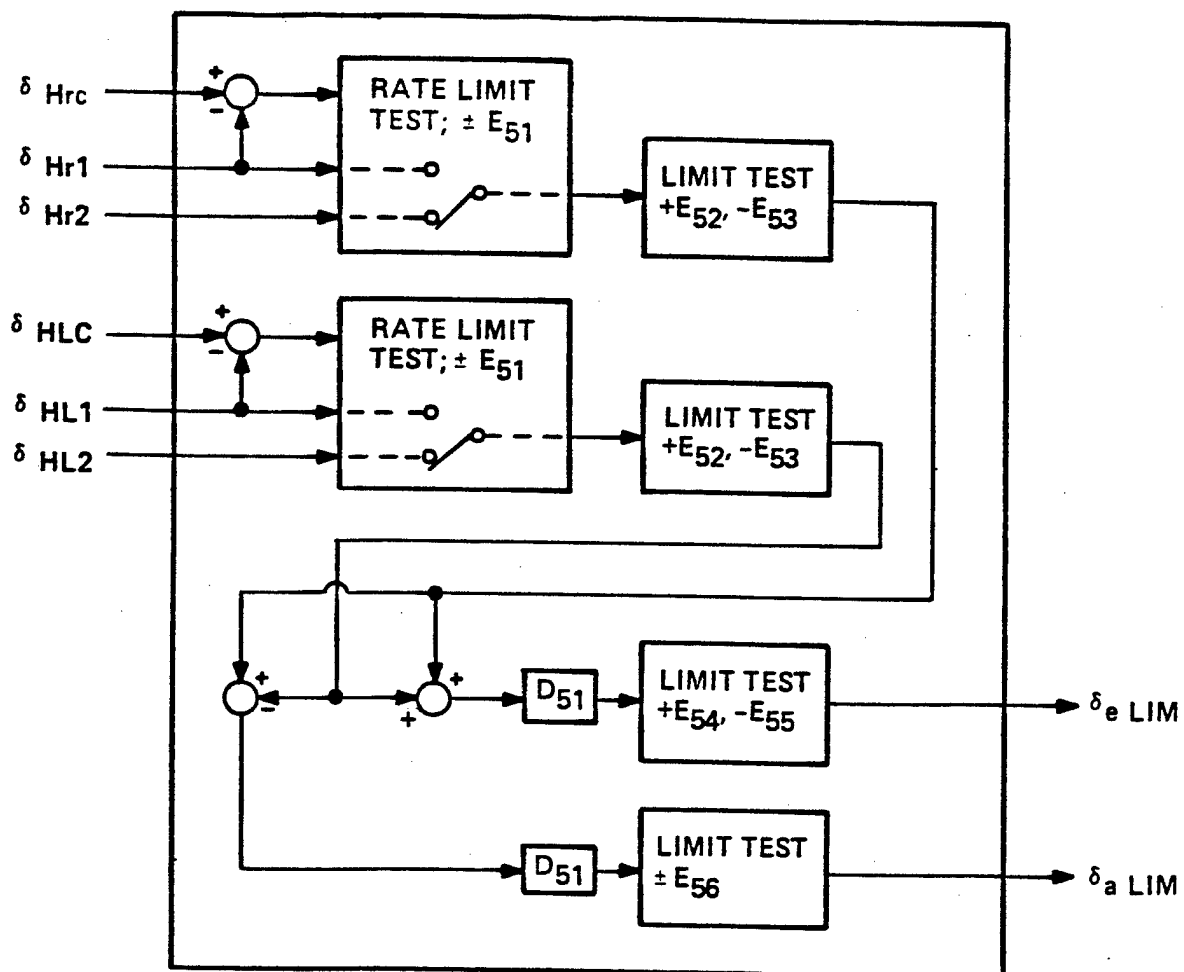 δ Hrc
+
−
RATE LIMIT
TEST; ± E51
δ Hr1
δ Hr2
LIMIT TEST
+E52, −E53
δ HLC
+
−
RATE LIMIT
TEST; ± E51
δ HL1
δ HL2
LIMIT TEST
+E52, −E53
+
−
+
+
D51
LIMIT TEST
+E54, −E55
δe LIM
D51
LIMIT TEST
± E56
δa LIM